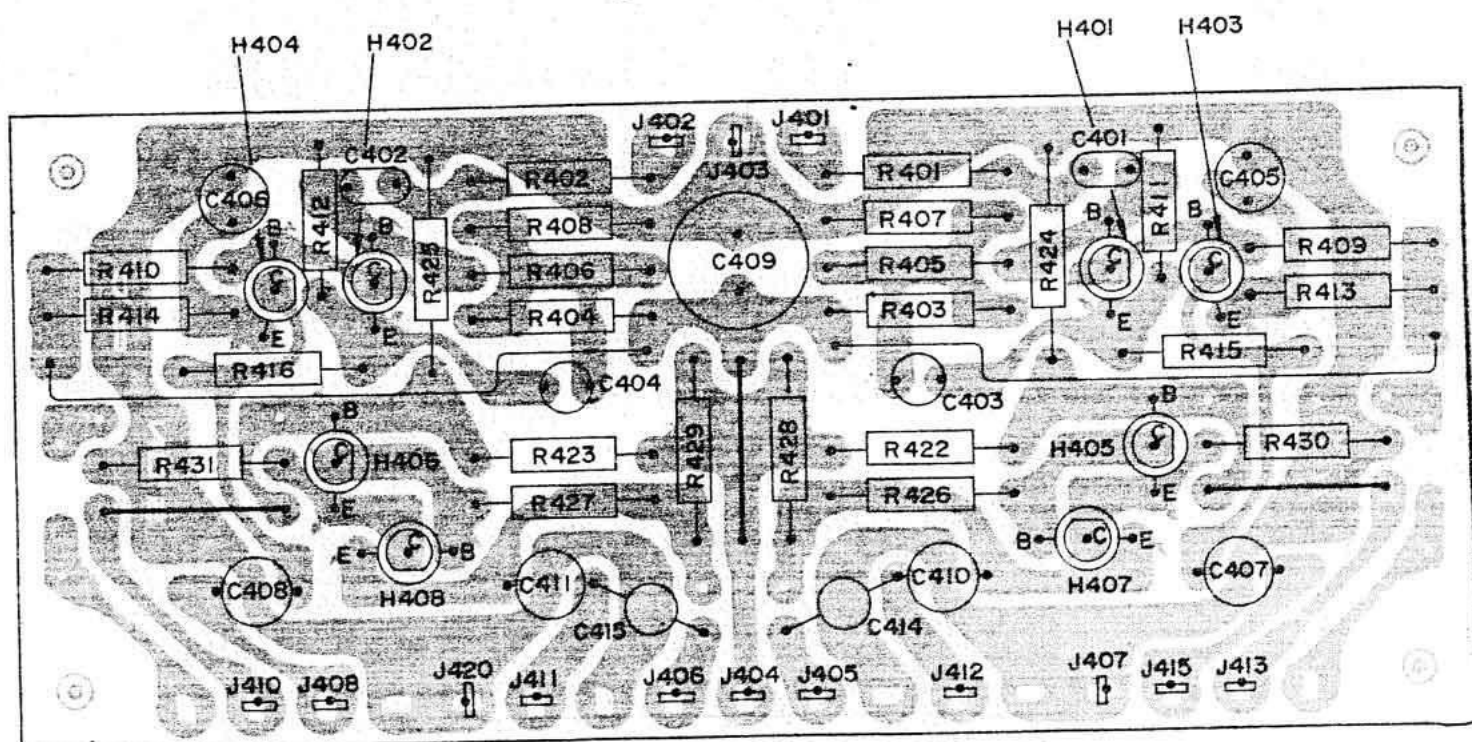 H404 H402 H401 H403
J402 J401
J403
C402 C401
C406 R412 R402 R401 R411 C405
R408 R407
B B B B
R425 R424
R410 C C R406 C409 R405 C C R409
R414 R404 R403 R413
E E E E
R416 R415
C404 C403
B B
R431 C H406 R423 R429 R428 R422 H405 C R430
E R427 R426 E
E C B B C E
C408 H408 C411 C410 H407 C407
C415 C414
J410 J408 J420 J411 J406 J404 J405 J412 J407 J415 J413